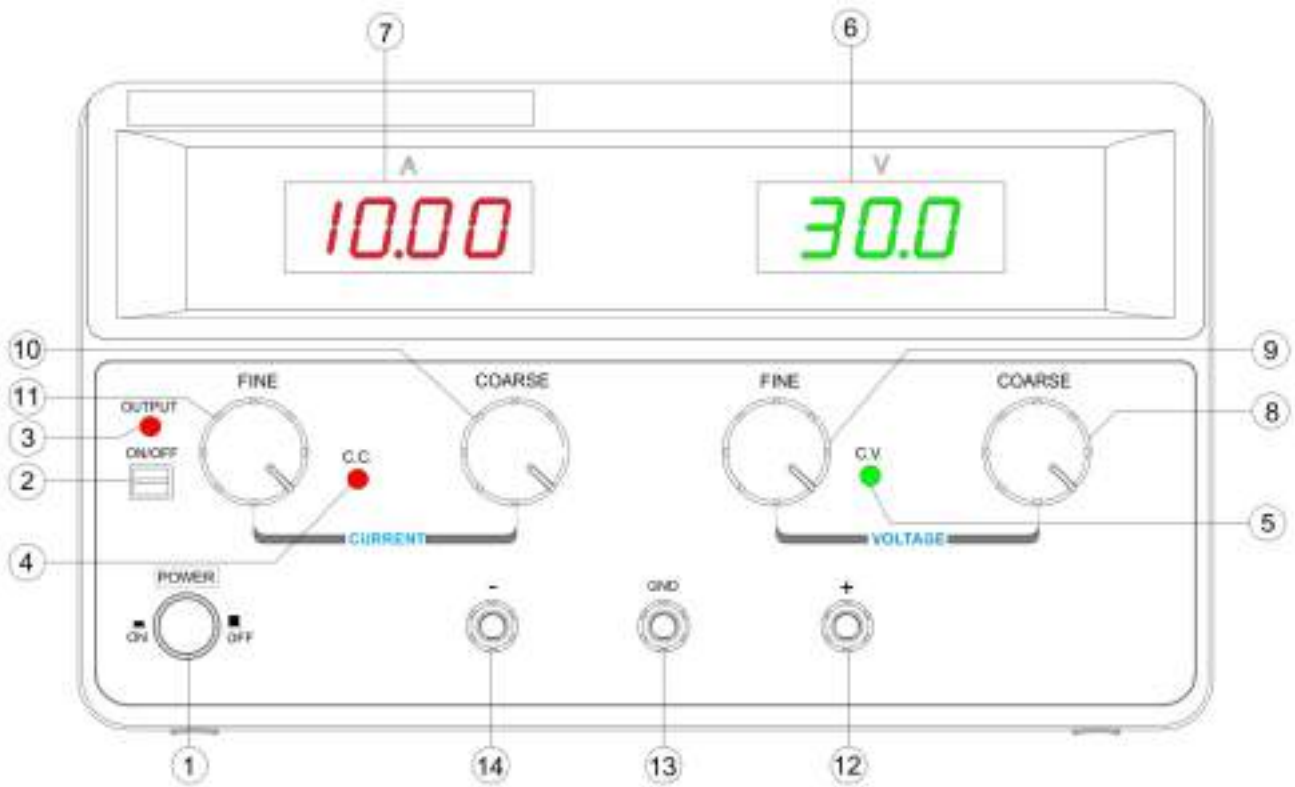 7 6
A V
10.00 30.0
10 9
FINE COARSE FINE COARSE
11 8
OUTPUT
3
ON/OFF C.C. C.V.
2
5
CURRENT VOLTAGE
4
POWER - GND +
ON OFF
1 14 13 12